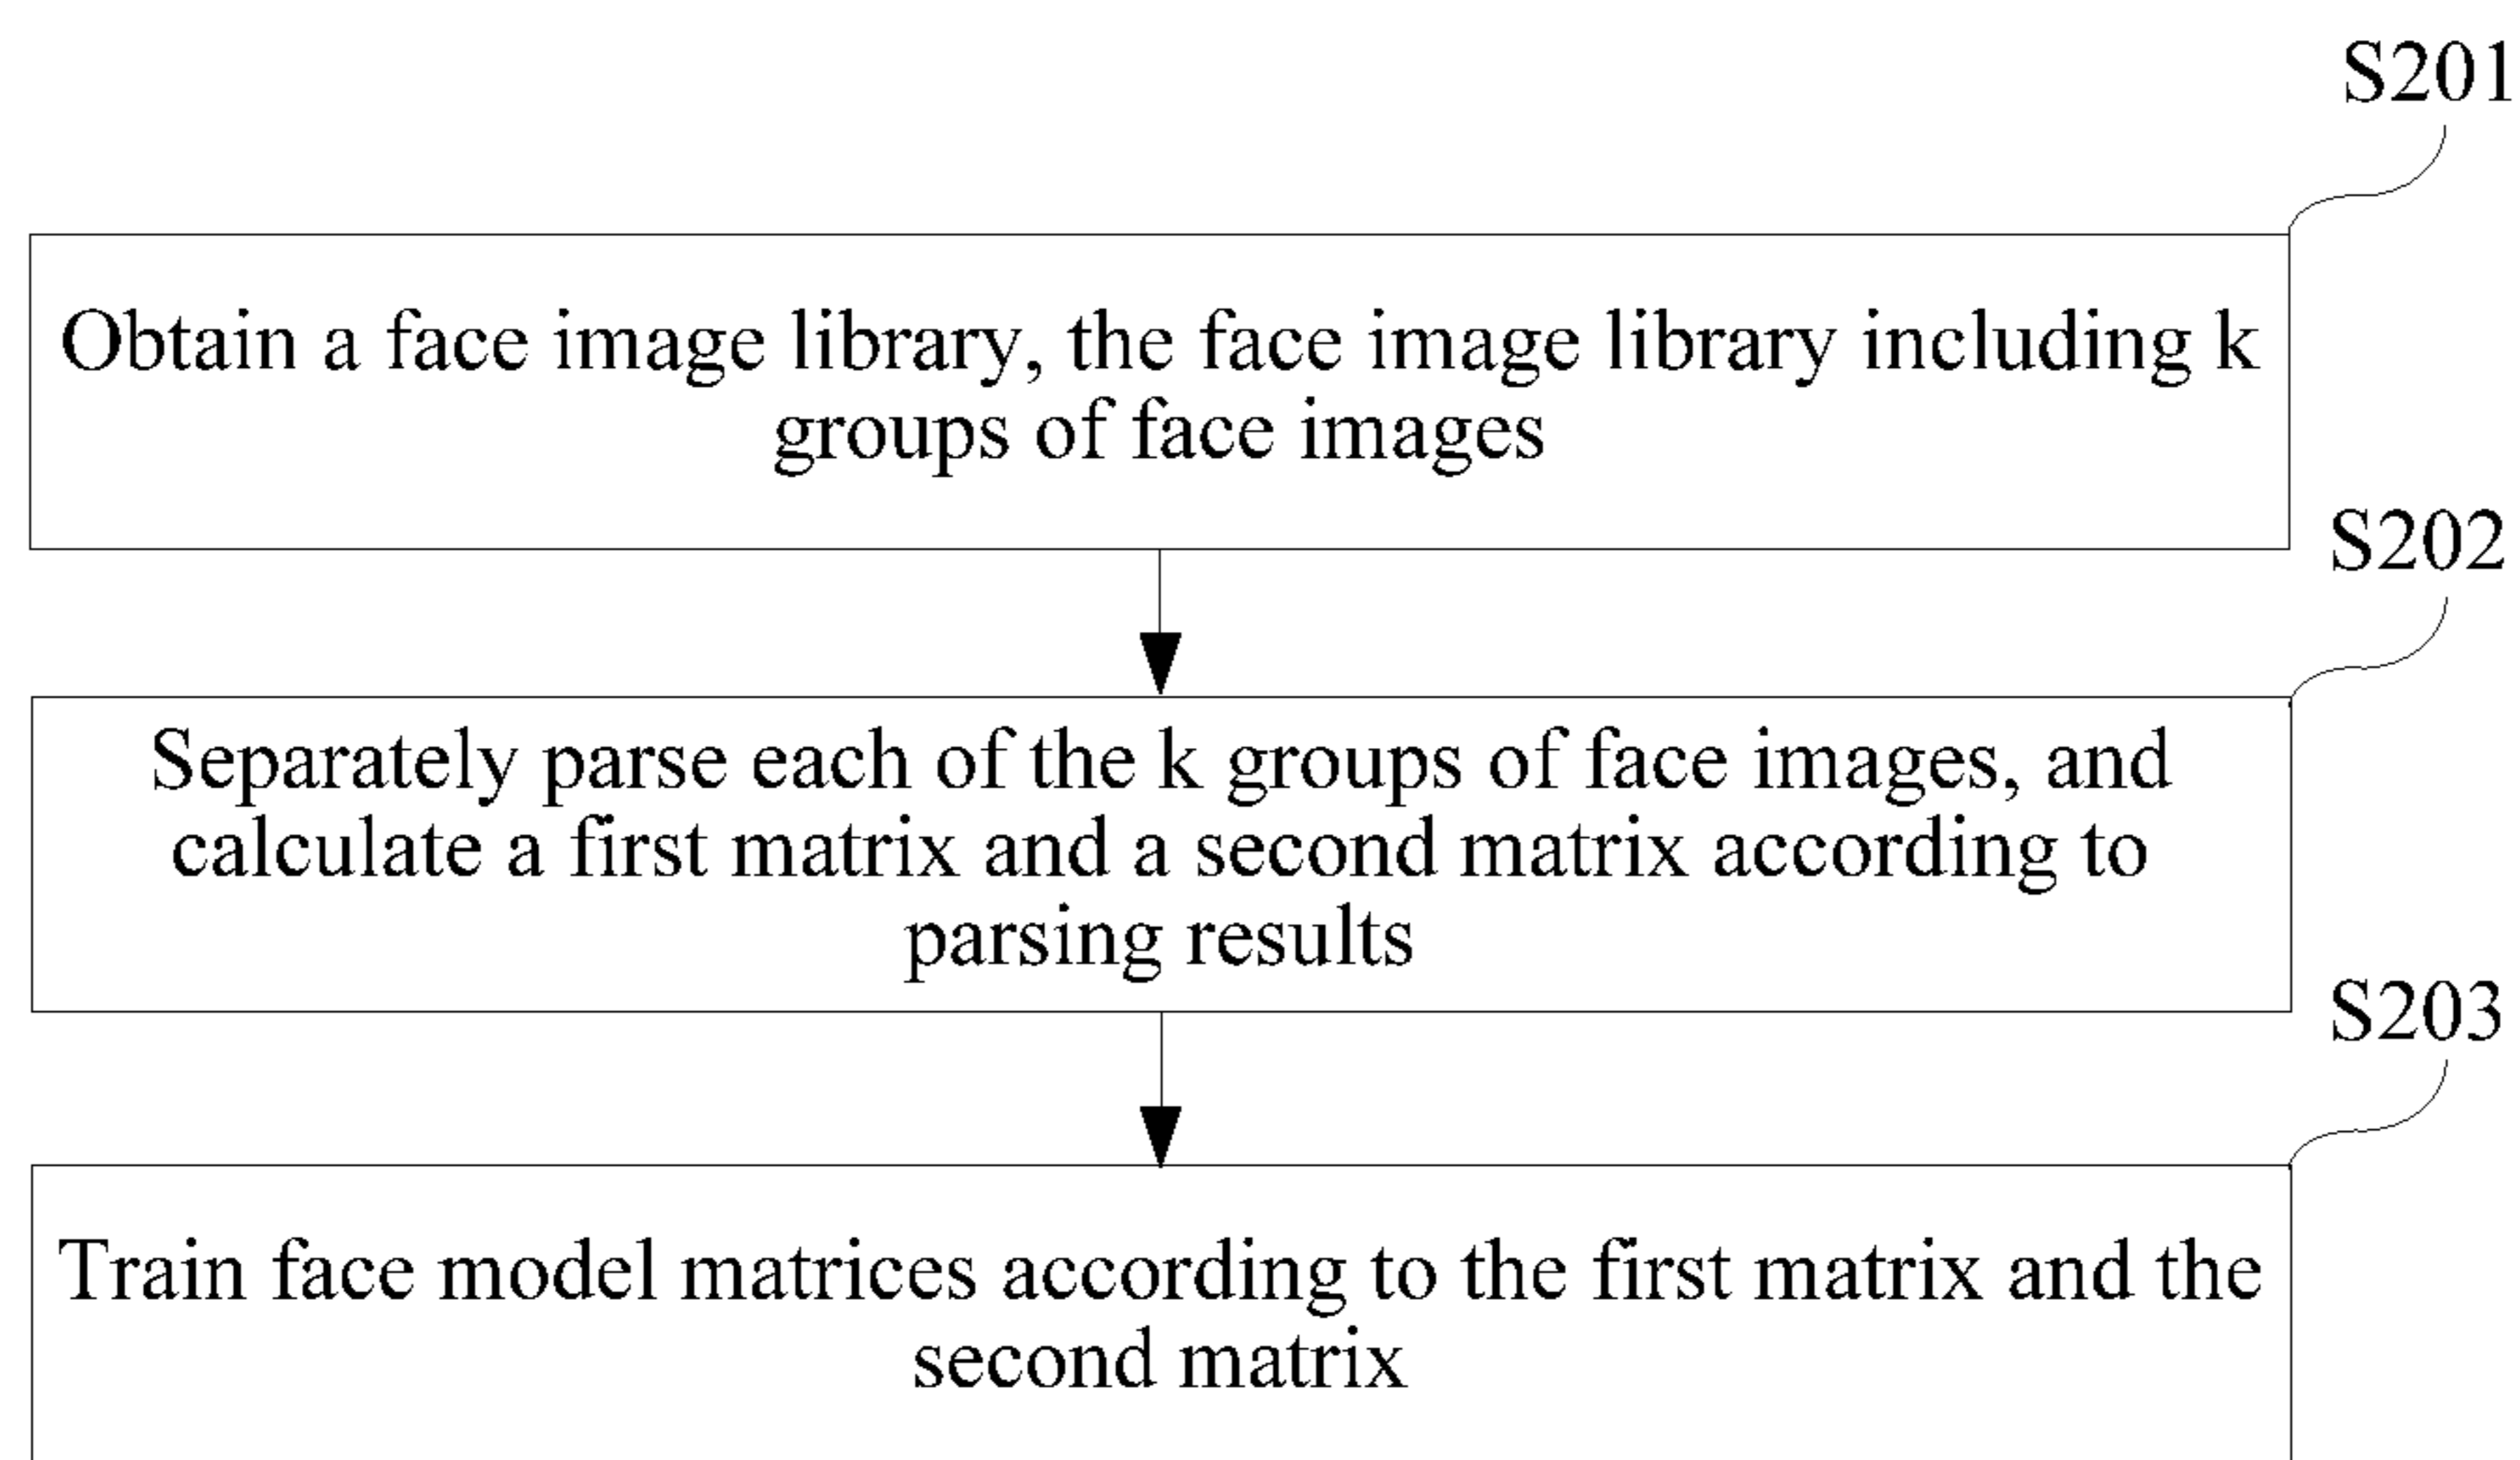 S201
Obtain a face image library, the face image library including k
groups of face images
S202
Separately parse each of the k groups of face images, and
calculate a first matrix and a second matrix according to
parsing results
S203
Train face model matrices according to the first matrix and the
second matrix